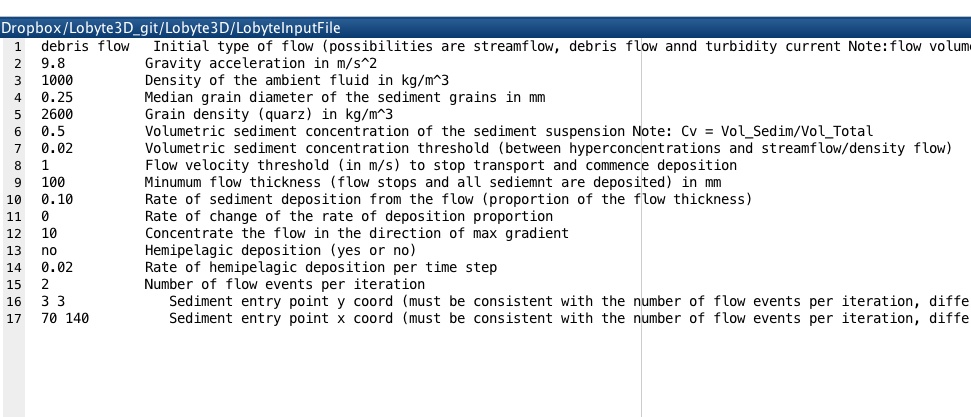 Dropbox/Lobyte3D_git/Lobyte3D/LobyteInputFile
1 debris flow Initial type of flow (possibilities are streamflow, debris flow annd turbidity current Note:flow volum
2 9.8 Gravity acceleration in m/s^2
3 1000 Density of the ambient fluid in kg/m^3
4 0.25 Median grain diameter of the sediment grains in mm
5 2600 Grain density (quarz) in kg/m^3
6 0.5 Volumetric sediment concentration of the sediment suspension Note: Cv = Vol_Sedim/Vol_Total
7 0.02 Volumetric sediment concentration threshold (between hyperconcentrations and streamflow/density flow)
8 1 Flow velocity threshold (in m/s) to stop transport and commence deposition
9 100 Minumum flow thickness (flow stops and all sediemnt are deposited) in mm
10 0.10 Rate of sediment deposition from the flow (proportion of the flow thickness)
11 0 Rate of change of the rate of deposition proportion
12 10 Concentrate the flow in the direction of max gradient
13 no Hemipelagic deposition (yes or no)
14 0.02 Rate of hemipelagic deposition per time step
15 2 Number of flow events per iteration
16 3 3 Sediment entry point y coord (must be consistent with the number of flow events per iteration, diffe
17 70 140 Sediment entry point x coord (must be consistent with the number of flow events per iteration, diffe